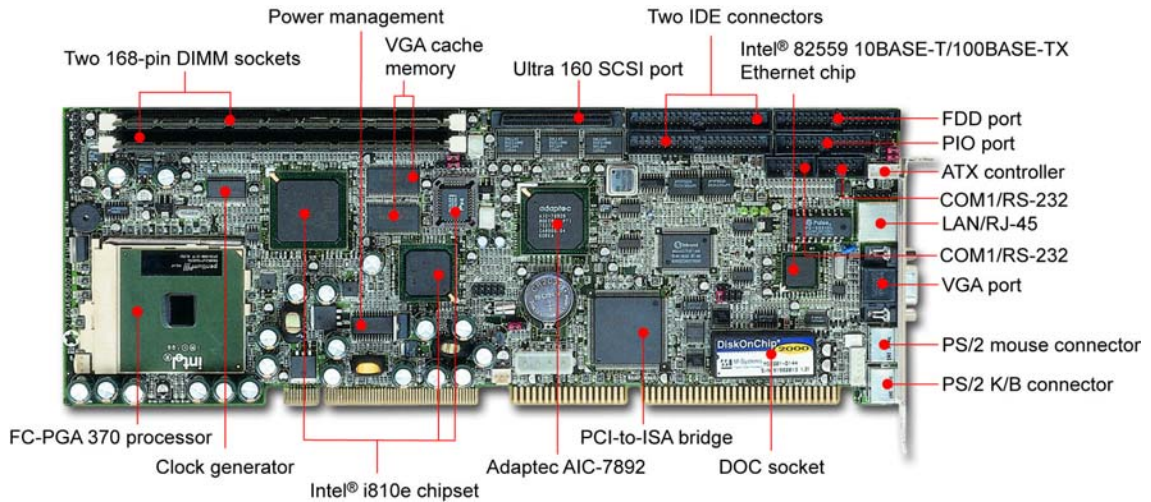 Power management
Two IDE connectors
VGA cache
memory
Intel® 82559 10BASE-T/100BASE-TX
Ethernet chip
Two 168-pin DIMM sockets
Ultra 160 SCSI port
FDD port
PIO port
ATX controller
COM1/RS-232
LAN/RJ-45
COM1/RS-232
VGA port
PS/2 mouse connector
PS/2 K/B connector
adaptec
intel
DiskOnChip
2000
FC-PGA 370 processor
Clock generator
Intel® i810e chipset
Adaptec AIC-7892
PCI-to-ISA bridge
DOC socket